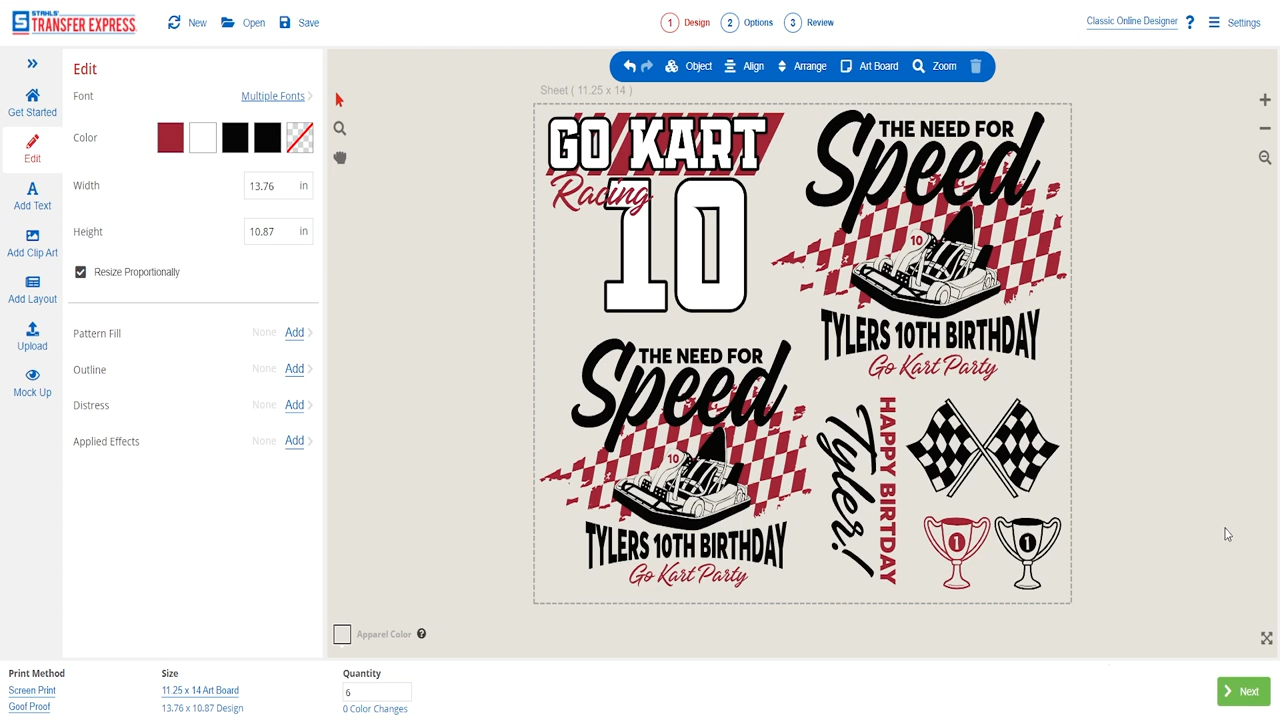 STAHLS' TRANSFER EXPRESS
New
Open
Save
1 Design
2 Options
3 Review
Classic Online Designer ?
Settings
Get Started
Edit
Add Text
Add Clip Art
Add Layout
Upload
Mock Up
Edit
Font Multiple Fonts
Color
Width 13.76 in
Height 10.87 in
Resize Proportionally
Pattern Fill None Add
Outline None Add
Distress None Add
Applied Effects None Add
Object
Align
Arrange
Art Board
Zoom
Sheet ( 11.25 x 14 )
GO KART
Racing
10
THE NEED FOR
Speed
10
TYLERS 10TH BIRTHDAY
Go Kart Party
THE NEED FOR
Speed
10
TYLERS 10TH BIRTHDAY
Go Kart Party
HAPPY BIRTDAY
Tyler!
1
1
Apparel Color ?
Print Method
Screen Print
Goof Proof
Size
11.25 x 14 Art Board
13.76 x 10.87 Design
Quantity
6
0 Color Changes
Next